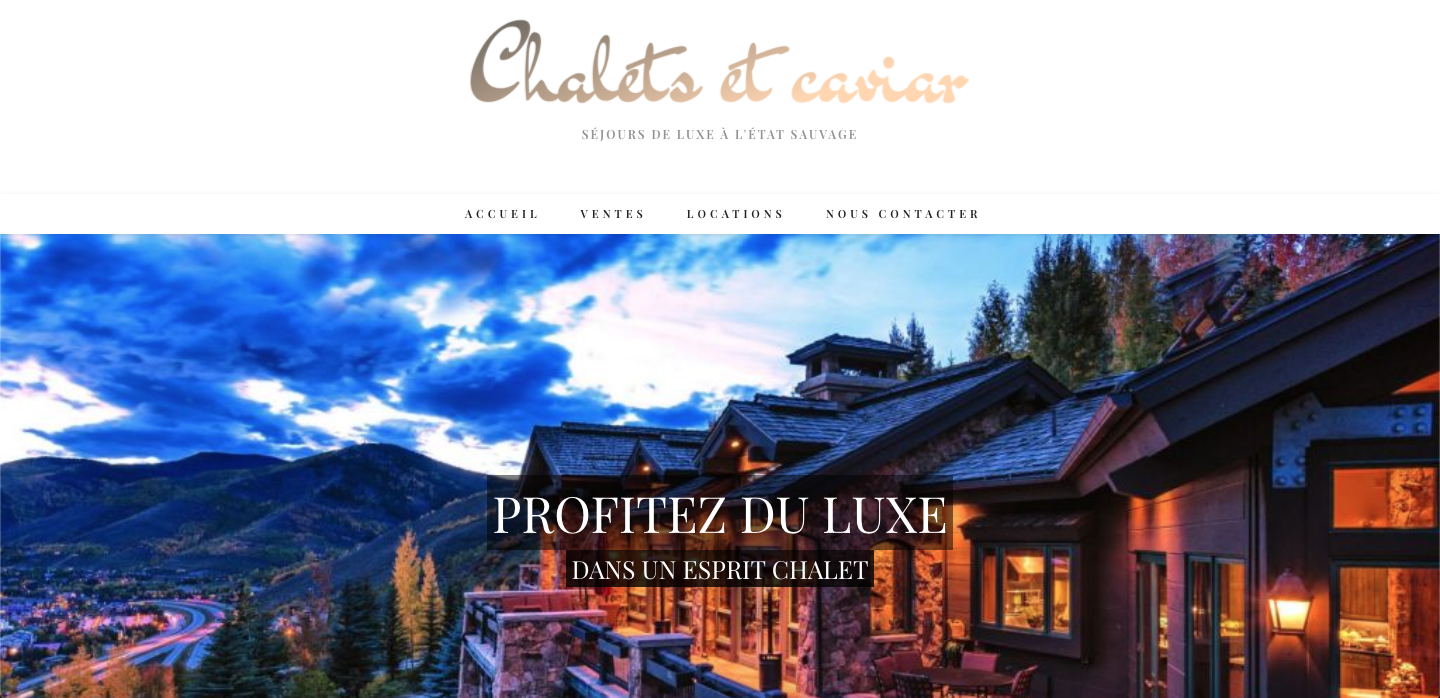 Chalets et caviar
SÉJOURS DE LUXE À L'ÉTAT SAUVAGE
ACCUEIL VENTES LOCATIONS NOUS CONTACTER
PROFITEZ DU LUXE
DANS UN ESPRIT CHALET